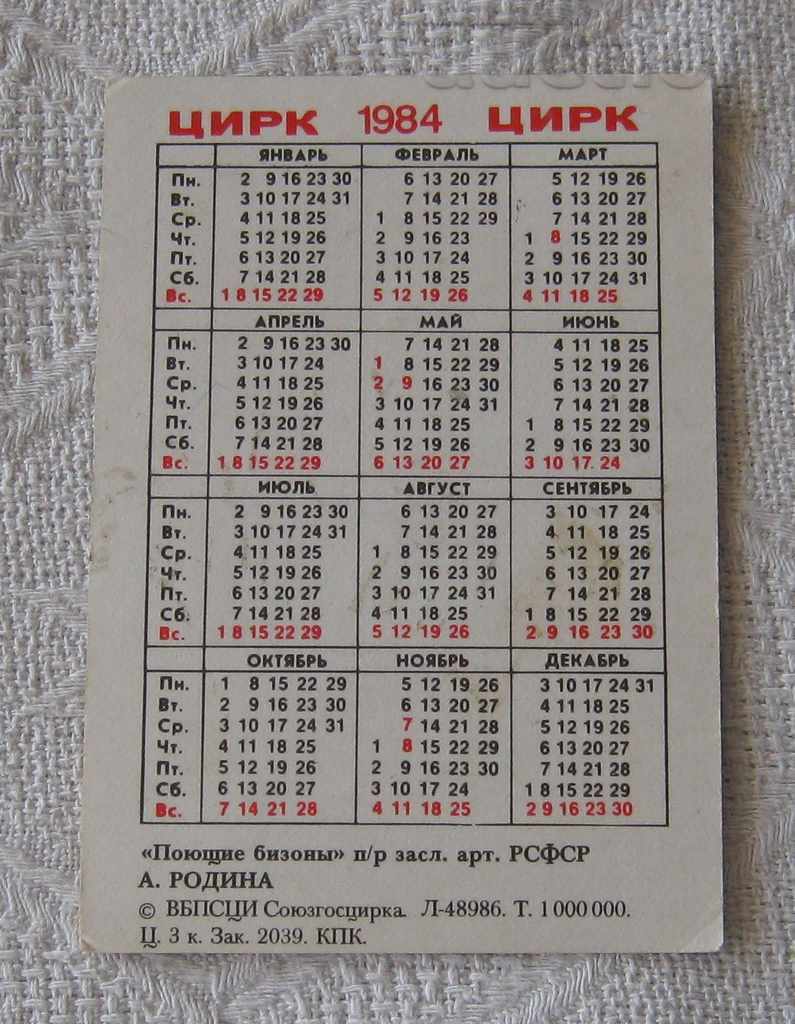 ЦИРК 1984 ЦИРК
ЯНВАРЬ ФЕВРАЛЬ МАРТ
Пн. 2 9 16 23 30 6 13 20 27 5 12 19 26
Вт. 3 10 17 24 31 7 14 21 28 6 13 20 27
Ср. 4 11 18 25 1 8 15 22 29 7 14 21 28
Чт. 5 12 19 26 2 9 16 23 1 8 15 22 29
Пт. 6 13 20 27 3 10 17 24 2 9 16 23 30
Сб. 7 14 21 28 4 11 18 25 3 10 17 24 31
Вс. 1 8 15 22 29 5 12 19 26 4 11 18 25
АПРЕЛЬ МАЙ ИЮНЬ
Пн. 2 9 16 23 30 7 14 21 28 4 11 18 25
Вт. 3 10 17 24 1 8 15 22 29 5 12 19 26
Ср. 4 11 18 25 2 9 16 23 30 6 13 20 27
Чт. 5 12 19 26 3 10 17 24 31 7 14 21 28
Пт. 6 13 20 27 4 11 18 25 1 8 15 22 29
Сб. 7 14 21 28 5 12 19 26 2 9 16 23 30
Вс. 1 8 15 22 29 6 13 20 27 3 10 17 24
ИЮЛЬ АВГУСТ СЕНТЯБРЬ
Пн. 2 9 16 23 30 6 13 20 27 3 10 17 24
Вт. 3 10 17 24 31 7 14 21 28 4 11 18 25
Ср. 4 11 18 25 1 8 15 22 29 5 12 19 26
Чт. 5 12 19 26 2 9 16 23 30 6 13 20 27
Пт. 6 13 20 27 3 10 17 24 31 7 14 21 28
Сб. 7 14 21 28 4 11 18 25 1 8 15 22 29
Вс. 1 8 15 22 29 5 12 19 26 2 9 16 23 30
ОКТЯБРЬ НОЯБРЬ ДЕКАБРЬ
Пн. 1 8 15 22 29 5 12 19 26 3 10 17 24 31
Вт. 2 9 16 23 30 6 13 20 27 4 11 18 25
Ср. 3 10 17 24 31 7 14 21 28 5 12 19 26
Чт. 4 11 18 25 1 8 15 22 29 6 13 20 27
Пт. 5 12 19 26 2 9 16 23 30 7 14 21 28
Сб. 6 13 20 27 3 10 17 24 1 8 15 22 29
Вс. 7 14 21 28 4 11 18 25 2 9 16 23 30
«Поющие бизоны» п/р засл. арт. РСФСР
А. РОДИНА
© ВБПСЦИ Союзгосцирка. Л-48986. Т. 1 000 000.
Ц. 3 к. Зак. 2039. КПК.